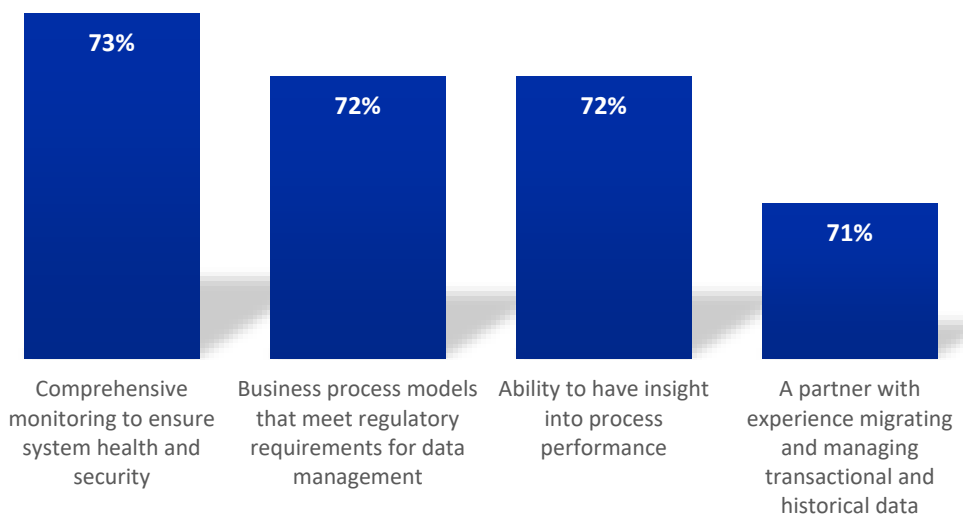 73%
72%
72%
71%
Comprehensive
monitoring to ensure
system health and
security
Business process models
that meet regulatory
requirements for data
management
Ability to have insight
into process
performance
A partner with
experience migrating
and managing
transactional and
historical data